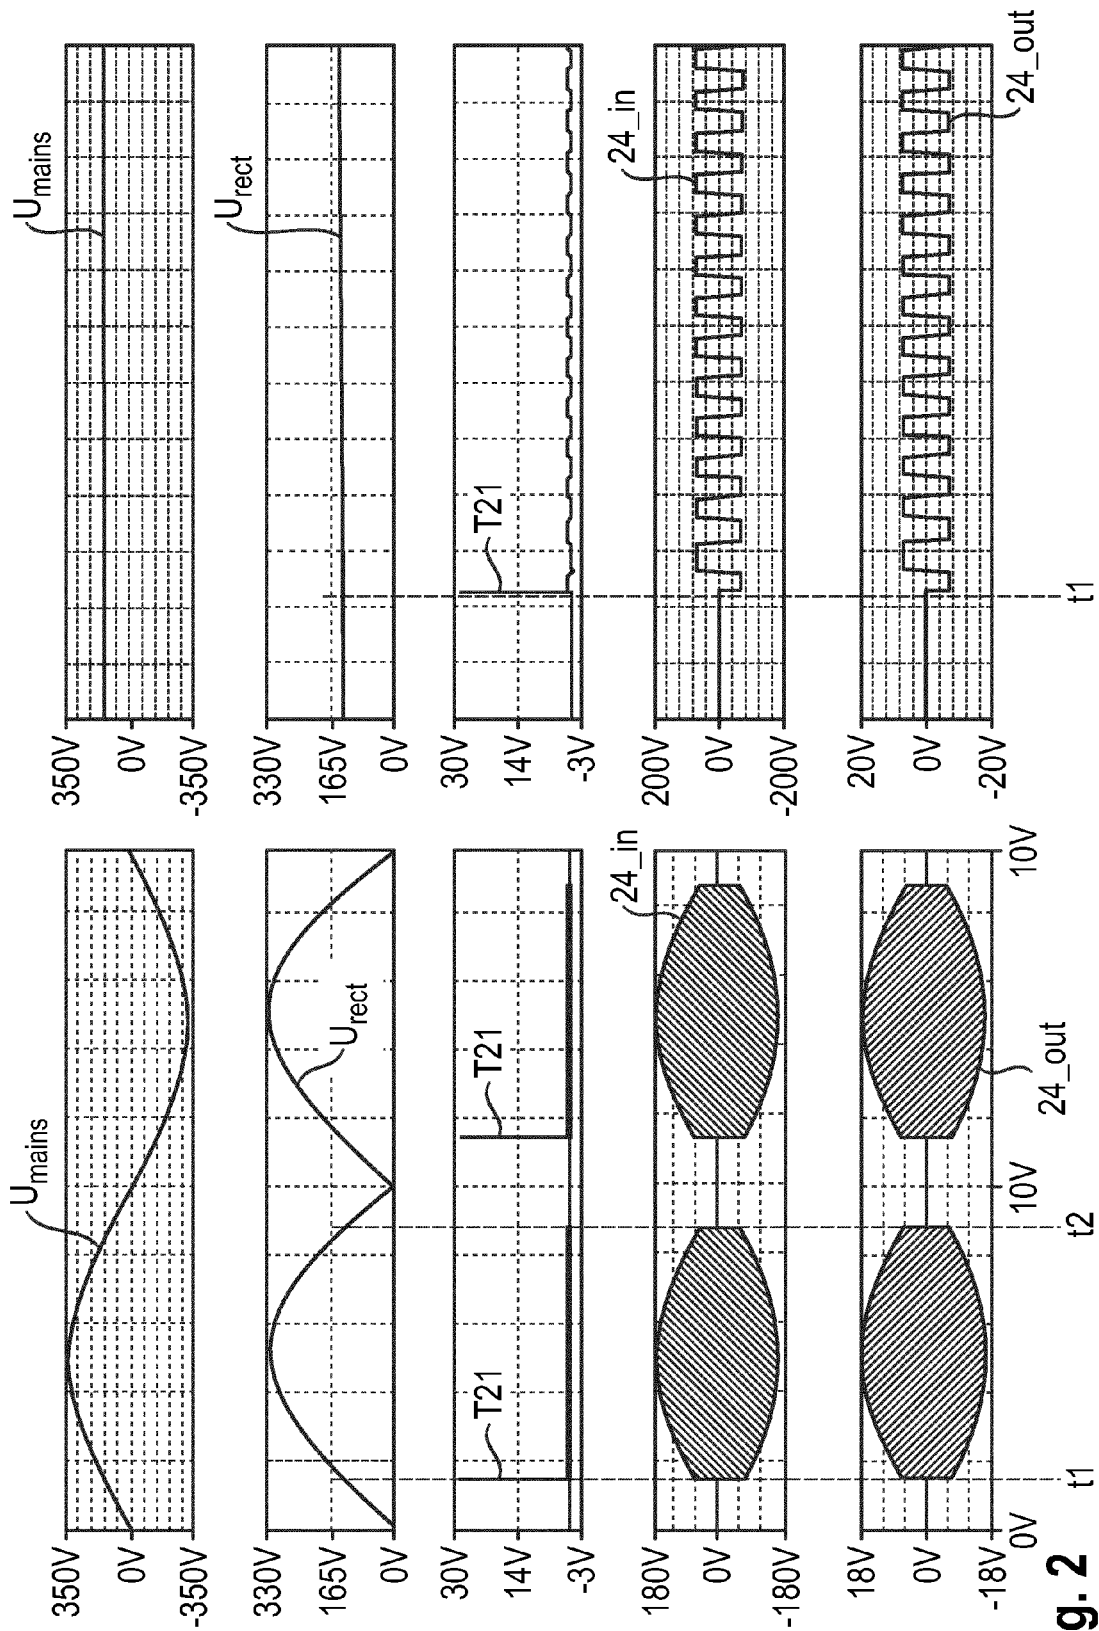 350V
0V
-350V
U_mains
330V
165V
0V
U_rect
30V
14V
-3V
T21
T21
180V
0V
-180V
24_in
18V
0V
-18V
24_out
0V
10V
10V
t1
t2
350V
0V
-350V
U_mains
330V
165V
0V
U_rect
30V
14V
-3V
T21
200V
0V
-200V
24_in
20V
0V
-20V
24_out
t1
g. 2